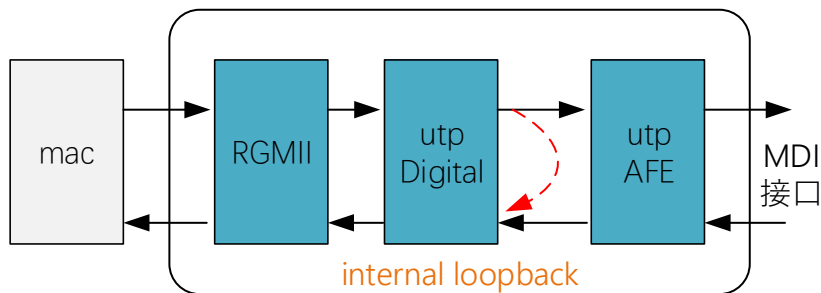 mac
RGMII
utp
Digital
utp
AFE
MDI
接口
internal loopback